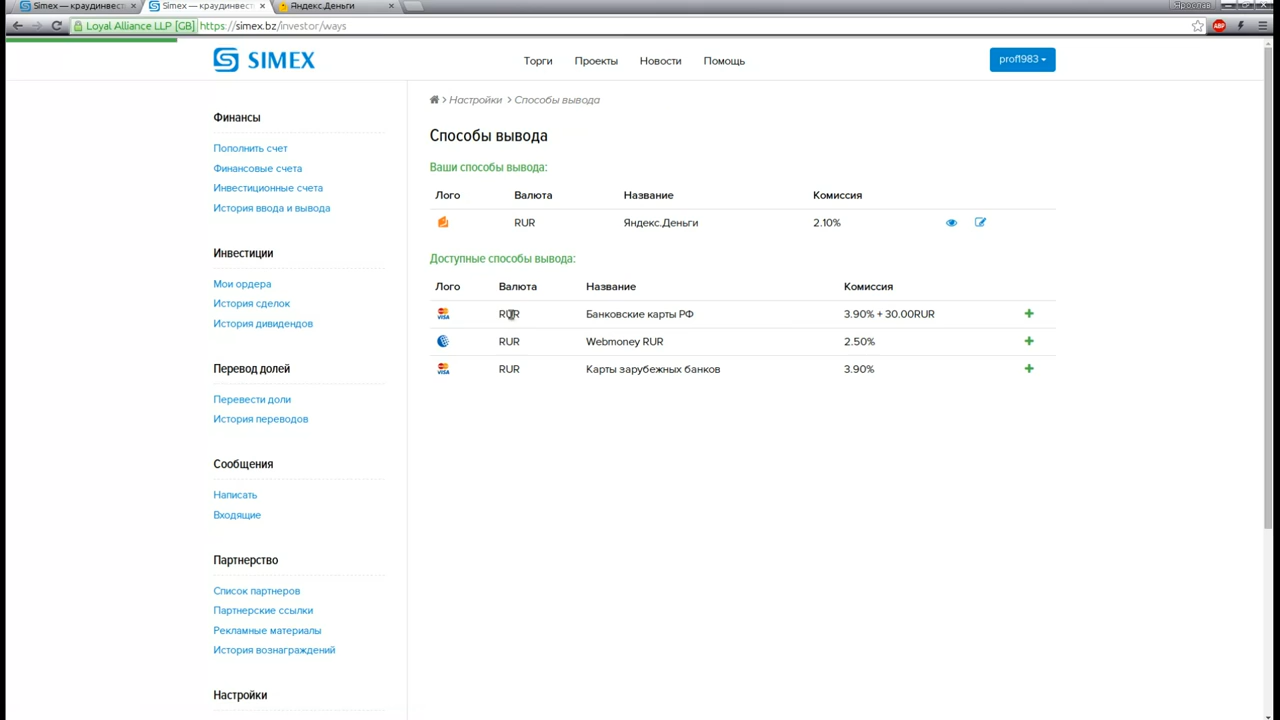 Simex — краудинвест
Simex — краудинвест
Яндекс.Деньги
Ярослав
Loyal Alliance LLP [GB]
https://simex.bz/investor/ways
ABP
SIMEX
Торги
Проекты
Новости
Помощь
prof1983
Финансы
Пополнить счет
Финансовые счета
Инвестиционные счета
История ввода и вывода
Инвестиции
Мои ордера
История сделок
История дивидендов
Перевод долей
Перевести доли
История переводов
Сообщения
Написать
Входящие
Партнерство
Список партнеров
Партнерские ссылки
Рекламные материалы
История вознаграждений
Настройки
Настройки > Способы вывода
Способы вывода
Ваши способы вывода:
Лого Валюта Название Комиссия
RUR Яндекс.Деньги 2.10%
Доступные способы вывода:
Лого Валюта Название Комиссия
VISA RUR Банковские карты РФ 3.90% + 30.00RUR
RUR Webmoney RUR 2.50%
VISA RUR Карты зарубежных банков 3.90%